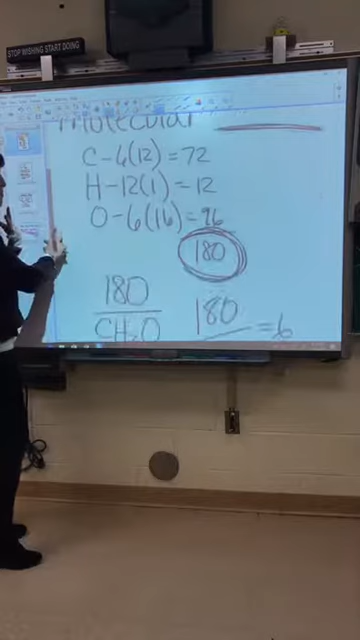 STOP WISHING START DOING
Molecular
C - 6(12) = 72
H - 12(1) = 12
O - 6(16) = 96
180
180
CH₂O
180
= 6